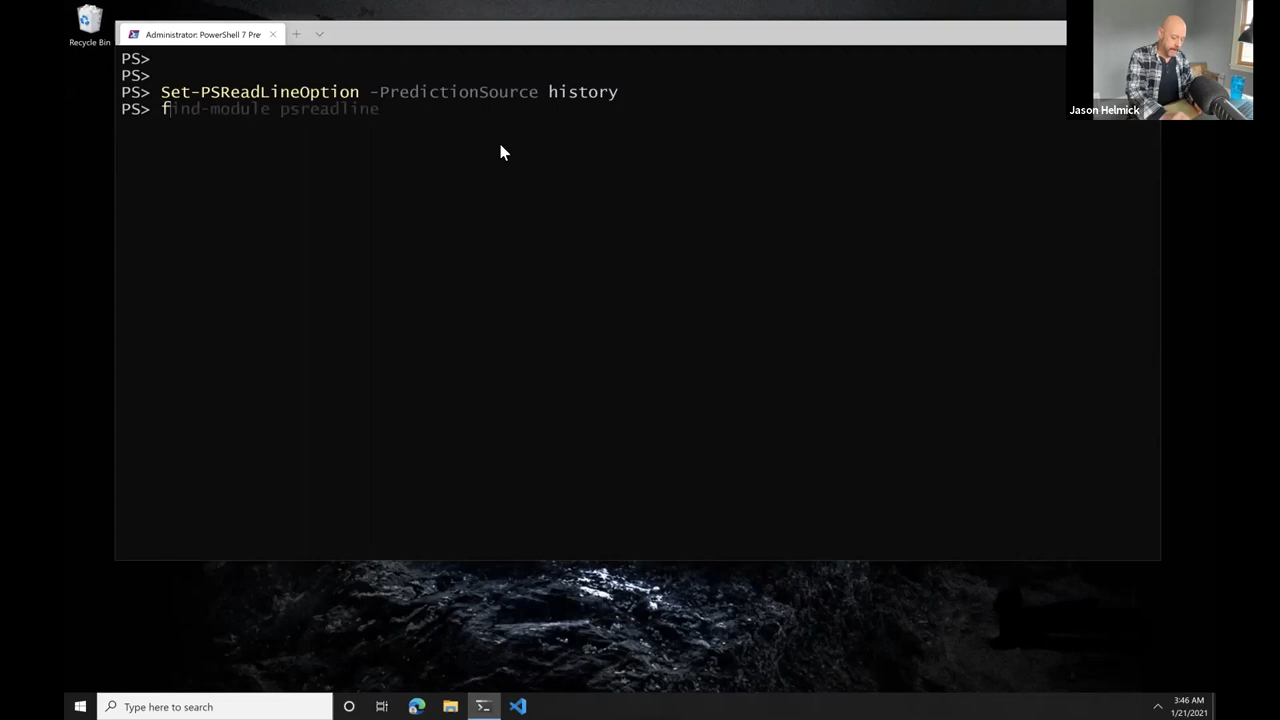 Recycle Bin
Administrator: PowerShell 7 Pre
PS>
PS>
PS> Set-PSReadLineOption -PredictionSource history
PS> find-module psreadline
Jason Helmick
Type here to search
3:46 AM
1/21/2021